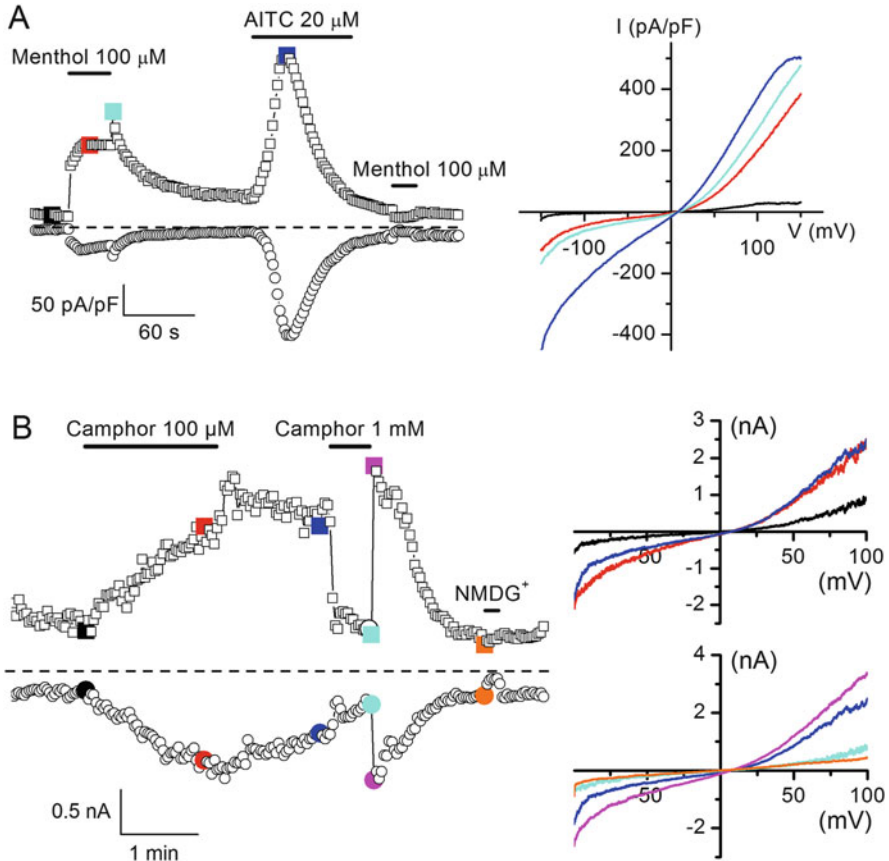 A
AITC 20 μM
Menthol 100 μM
Menthol 100 μM
50 pA/pF
60 s
I (pA/pF)
400
200
-100
100
V (mV)
-200
-400
B
Camphor 100 μM
Camphor 1 mM
NMDG⁺
0.5 nA
1 min
3
(nA)
2
1
50
50
100
-1
(mV)
-2
4
(nA)
2
50
50
100
-2
(mV)